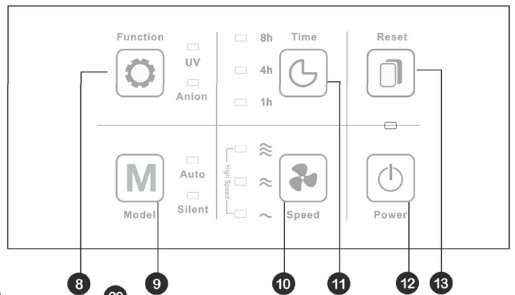 Function
UV
Anion
8h
4h
1h
Time
Reset
M
Model
Auto
Silent
High Speed
Speed
Power
8
9
10
11
12
13